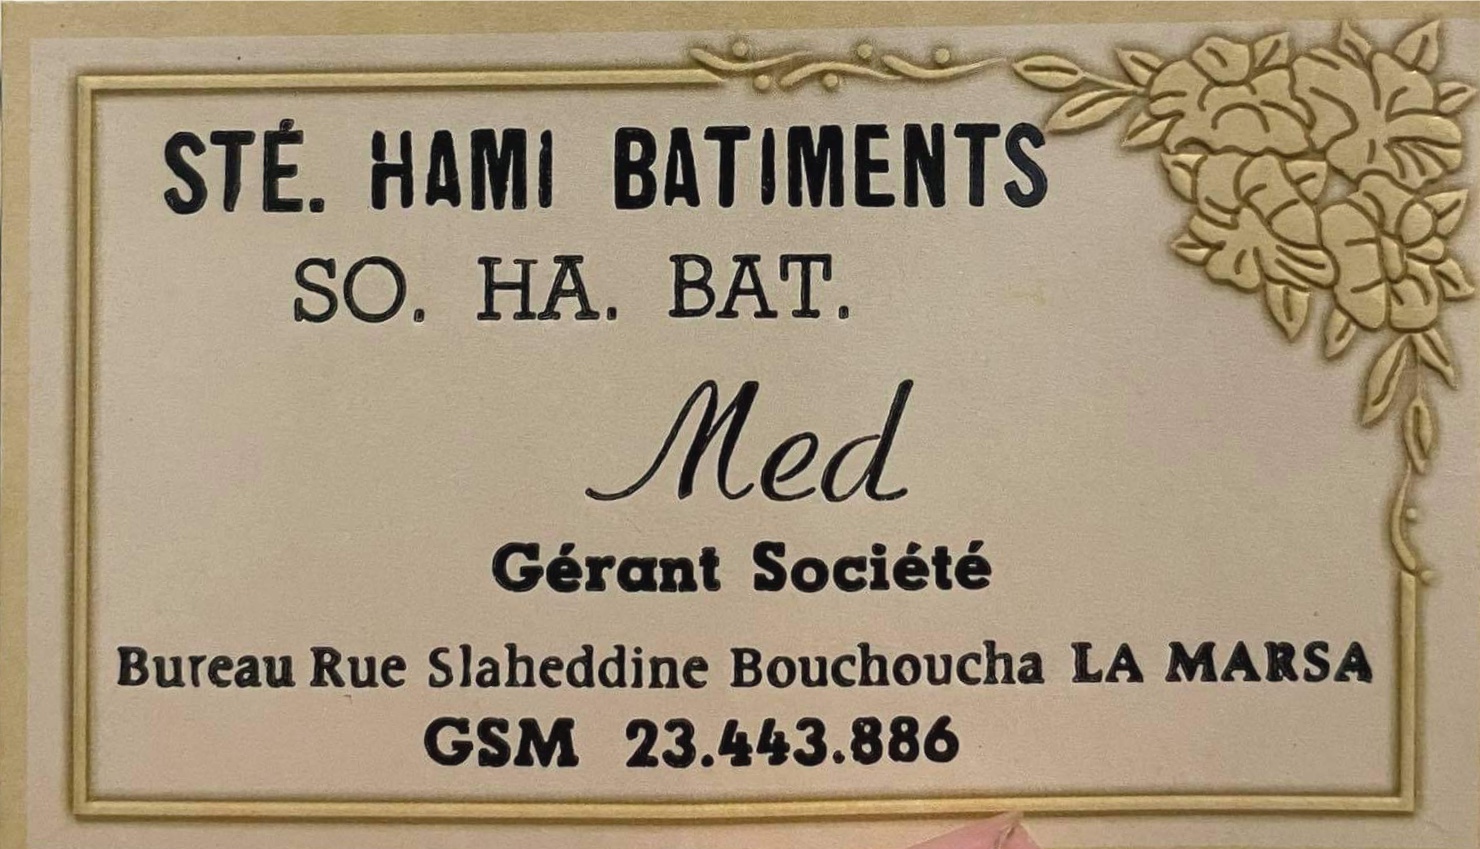 STÉ. HAMI BATIMENTS
SO. HA. BAT.
Med
Gérant Société
Bureau Rue Slaheddine Bouchoucha LA MARSA
GSM 23.443.886